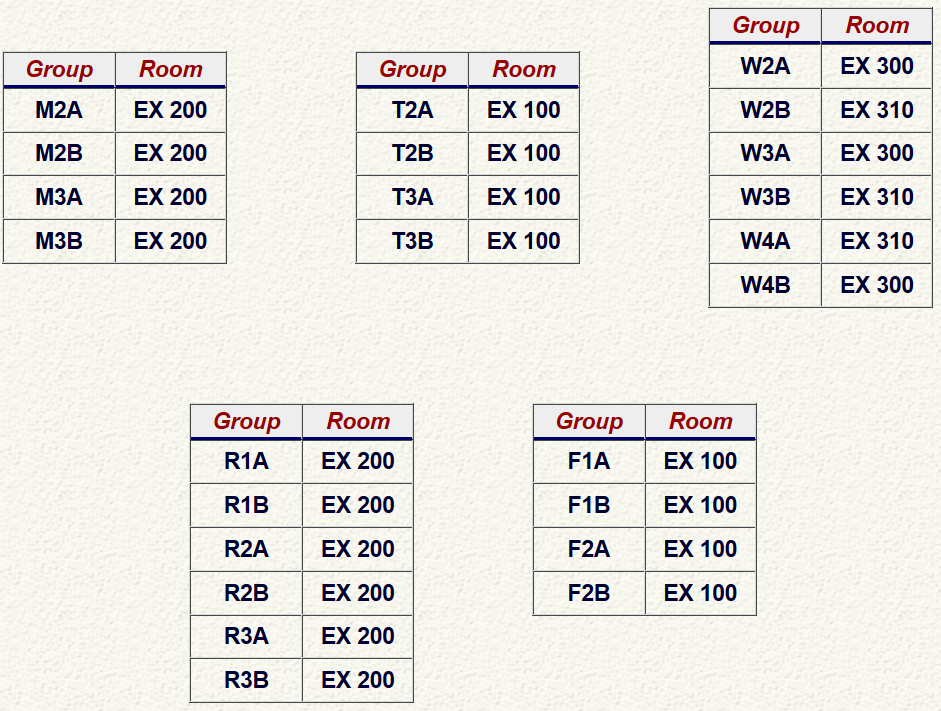 Group Room
M2A EX 200
M2B EX 200
M3A EX 200
M3B EX 200
Group Room
T2A EX 100
T2B EX 100
T3A EX 100
T3B EX 100
Group Room
W2A EX 300
W2B EX 310
W3A EX 300
W3B EX 310
W4A EX 310
W4B EX 300
Group Room
R1A EX 200
R1B EX 200
R2A EX 200
R2B EX 200
R3A EX 200
R3B EX 200
Group Room
F1A EX 100
F1B EX 100
F2A EX 100
F2B EX 100